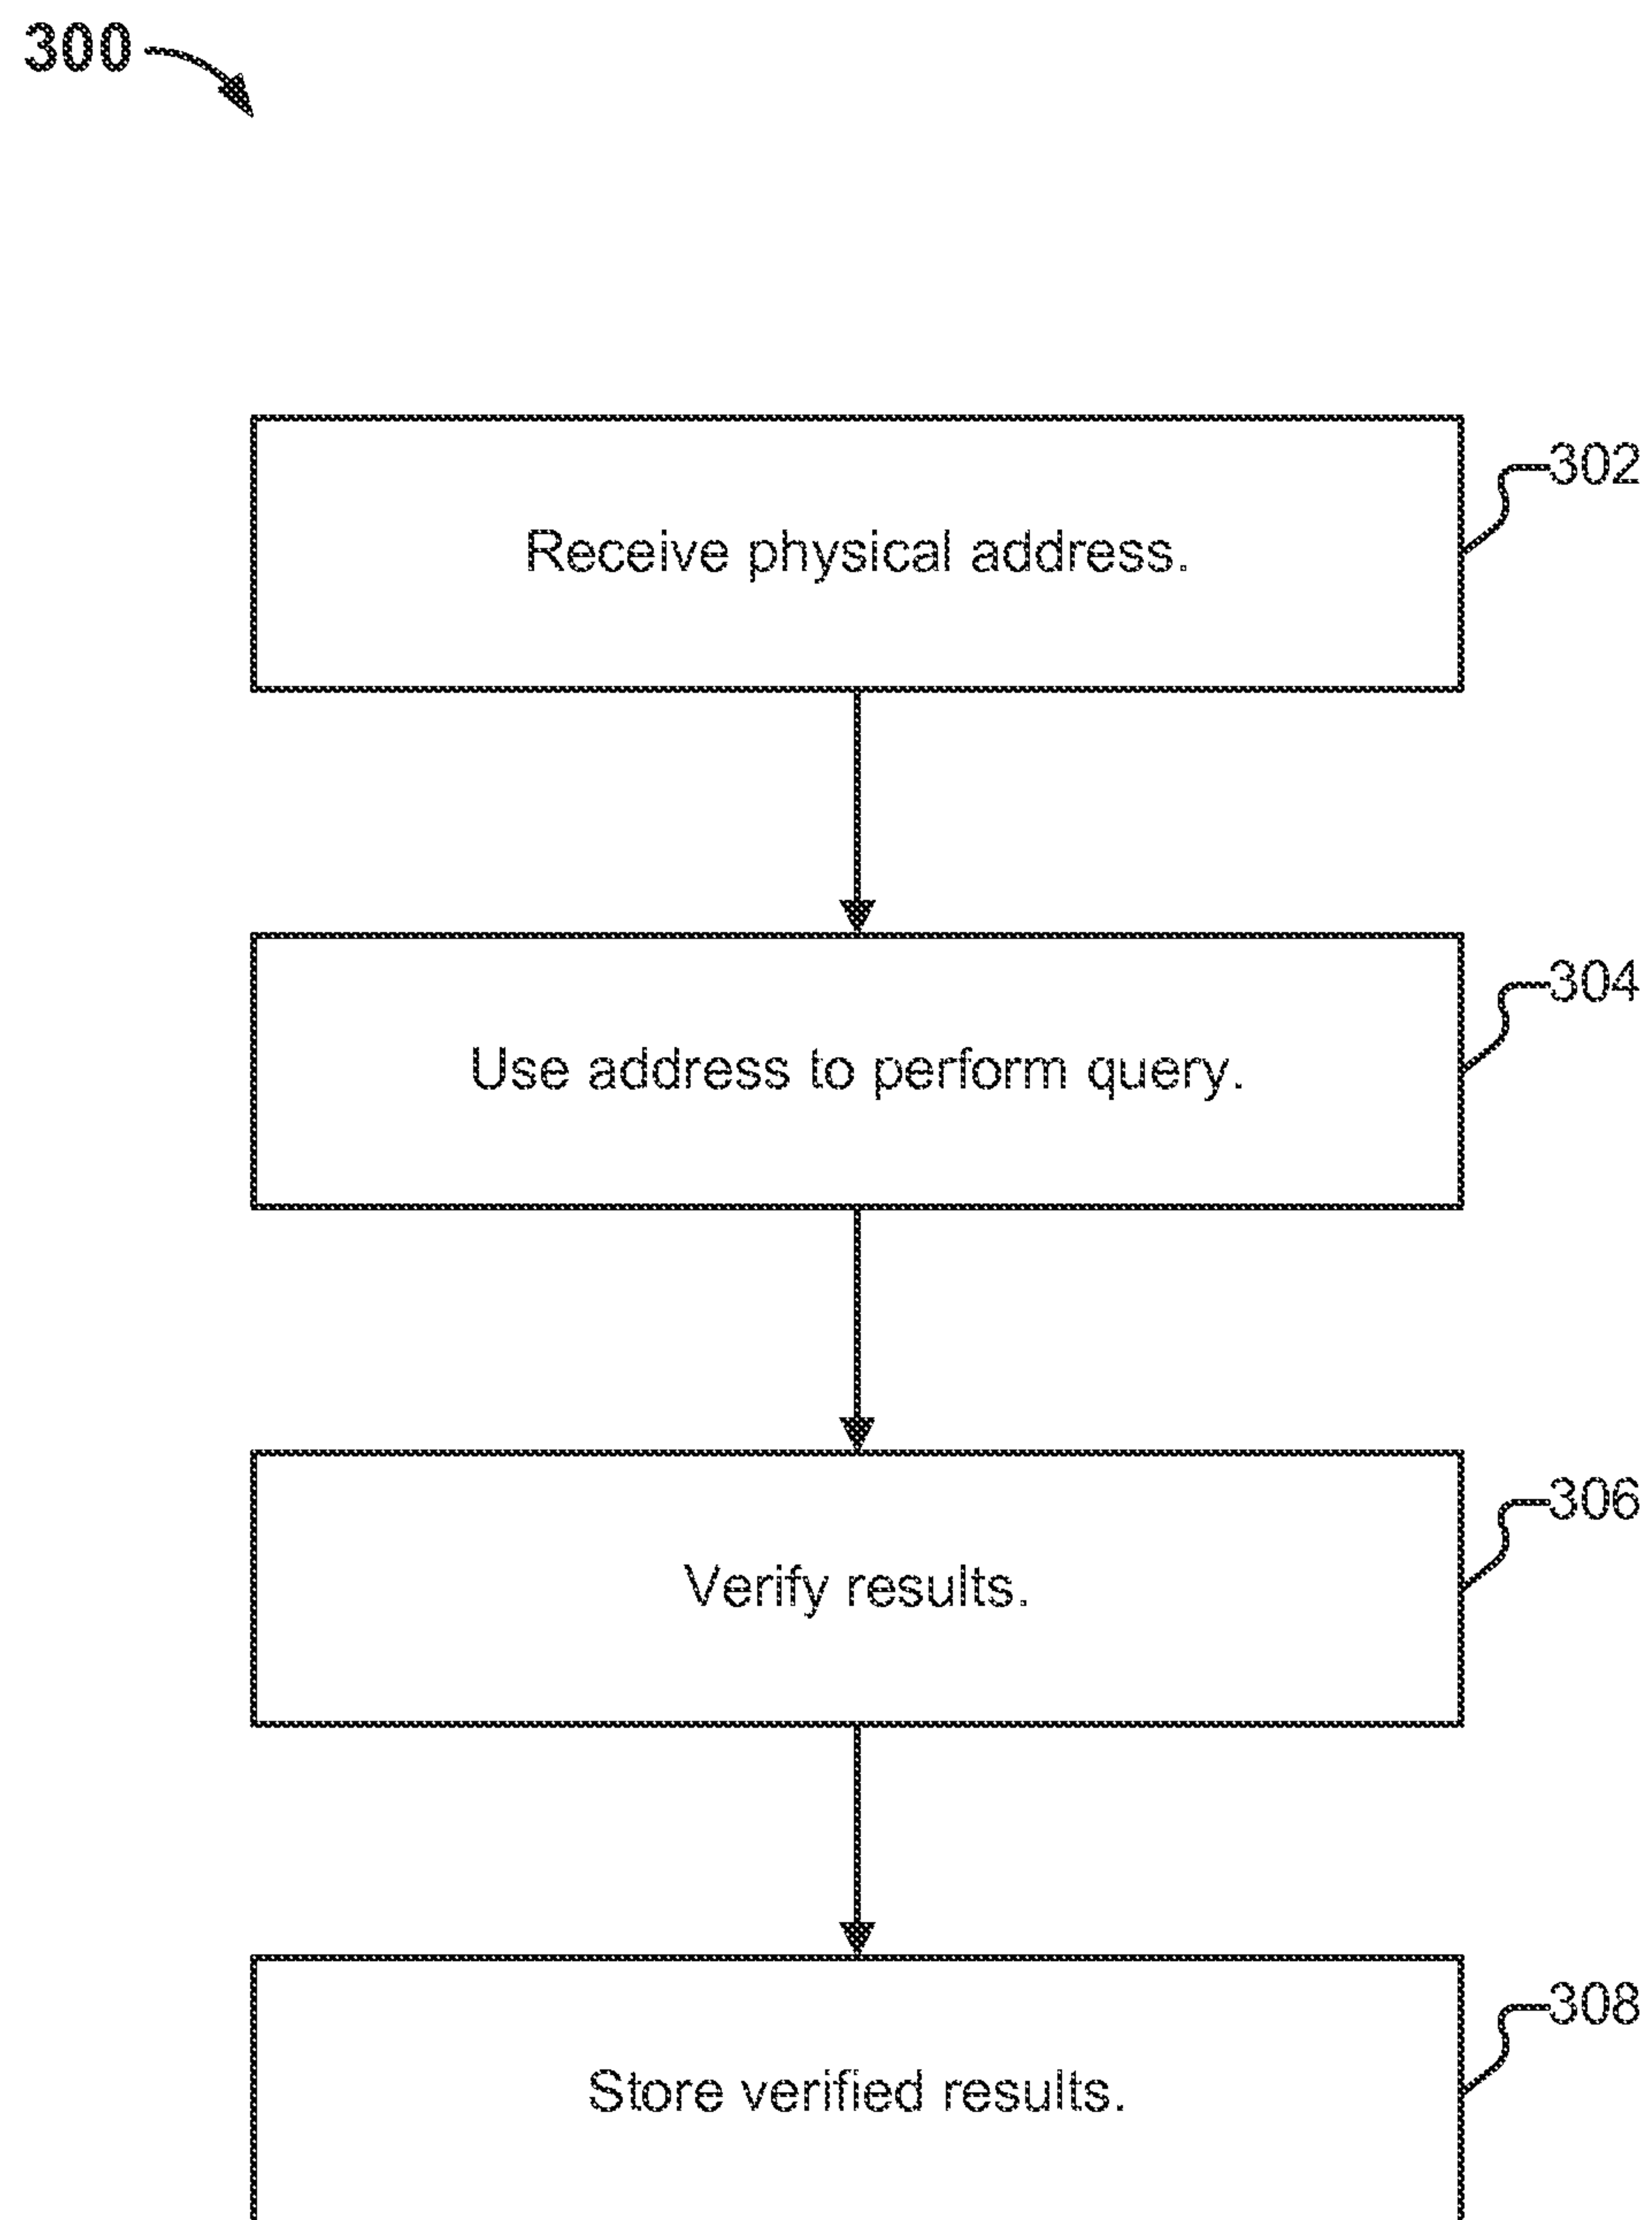 300
302
Receive physical address.
304
Use address to perform query.
306
Verify results.
308
Store verified results.